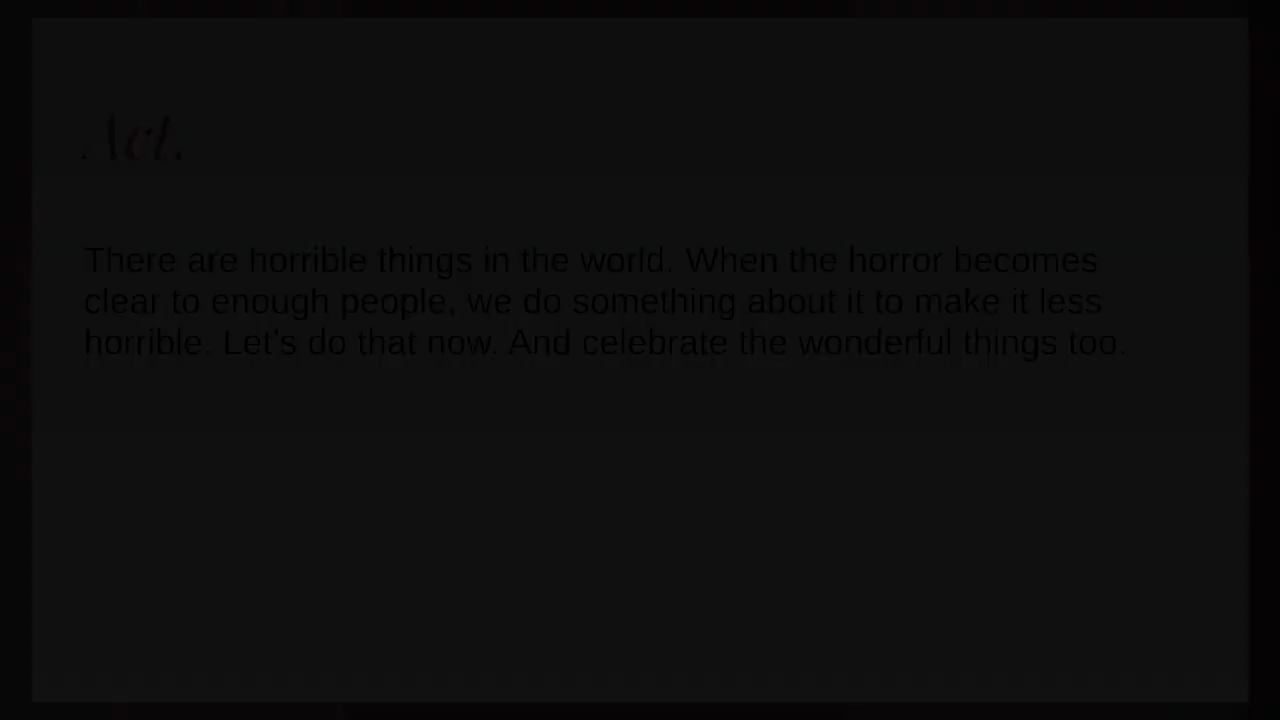 Act.
There are horrible things in the world. When the horror becomes
clear to enough people, we do something about it to make it less
horrible. Let's do that now. And celebrate the wonderful things too.